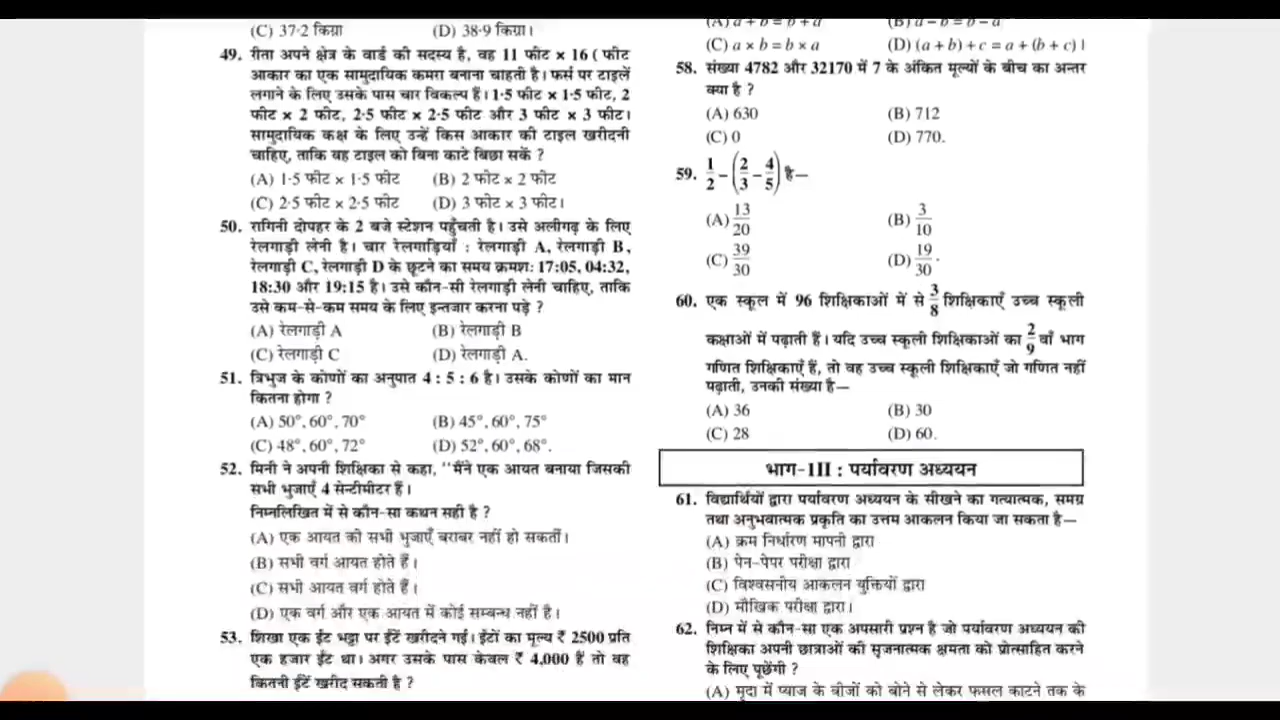 (C) 37·2 किग्रा (D) 38·9 किग्रा।
49. रीता अपने क्षेत्र के वार्ड की सदस्य है, वह 11 फीट × 16 ( फीट
आकार का एक सामुदायिक कमरा बनाना चाहती है। फर्स पर टाइलें
लगाने के लिए उसके पास चार विकल्प हैं। 1·5 फीट × 1·5 फीट, 2
फीट × 2 फीट, 2·5 फीट × 2·5 फीट और 3 फीट × 3 फीट।
सामुदायिक कक्ष के लिए उन्हें किस आकार की टाइल खरीदनी
चाहिए, ताकि वह टाइल को बिना काटे बिछा सकें ?
(A) 1·5 फीट × 1·5 फीट (B) 2 फीट × 2 फीट
(C) 2·5 फीट × 2·5 फीट (D) 3 फीट × 3 फीट।
50. रागिनी दोपहर के 2 बजे स्टेशन पहुँचती है। उसे अलीगढ़ के लिए
रेलगाड़ी लेनी है। चार रेलगाड़ियाँ : रेलगाड़ी A, रेलगाड़ी B,
रेलगाड़ी C, रेलगाड़ी D के छूटने का समय क्रमश: 17:05, 04:32,
18:30 और 19:15 है। उसे कौन-सी रेलगाड़ी लेनी चाहिए, ताकि
उसे कम-से-कम समय के लिए इन्तजार करना पड़े ?
(A) रेलगाड़ी A (B) रेलगाड़ी B
(C) रेलगाड़ी C (D) रेलगाड़ी A.
51. त्रिभुज के कोणों का अनुपात 4 : 5 : 6 है। उसके कोणों का मान
कितना होगा ?
(A) 50°, 60°, 70° (B) 45°, 60°, 75°
(C) 48°, 60°, 72° (D) 52°, 60°, 68°.
52. मिनी ने अपनी शिक्षिका से कहा, "मैंने एक आयत बनाया जिसकी
सभी भुजाएँ 4 सेन्टीमीटर हैं।
निम्नलिखित में से कौन-सा कथन सही है ?
(A) एक आयत की सभी भुजाएँ बराबर नहीं हो सकतीं।
(B) सभी वर्ग आयत होते हैं।
(C) सभी आयत वर्ग होते हैं।
(D) एक वर्ग और एक आयत में कोई सम्बन्ध नहीं है।
53. शिखा एक ईंट भट्टा पर ईंटें खरीदने गई। ईंटों का मूल्य ₹ 2500 प्रति
एक हजार ईंट था। अगर उसके पास केवल ₹ 4,000 हैं तो वह
कितनी ईंटें खरीद सकती है ?
(A) a + b = b + a (B) a − b = b − a
(C) a × b = b × a (D) (a + b) + c = a + (b + c)।
58. संख्या 4782 और 32170 में 7 के अंकित मूल्यों के बीच का अन्तर
क्या है ?
(A) 630 (B) 712
(C) 0 (D) 770.
59. 1/2 − (2/3 − 4/5) है—
(A) 13/20 (B) 3/10
(C) 39/30 (D) 19/30.
60. एक स्कूल में 96 शिक्षिकाओं में से 3/8 शिक्षिकाएँ उच्च स्कूली
कक्षाओं में पढ़ाती हैं। यदि उच्च स्कूली शिक्षिकाओं का 2/9 वाँ भाग
गणित शिक्षिकाएँ हैं, तो वह उच्च स्कूली शिक्षिकाएँ जो गणित नहीं
पढ़ाती, उनकी संख्या है—
(A) 36 (B) 30
(C) 28 (D) 60.
भाग-III : पर्यावरण अध्ययन
61. विद्यार्थियों द्वारा पर्यावरण अध्ययन के सीखने का गत्यात्मक, समग्र
तथा अनुभवात्मक प्रकृति का उत्तम आकलन किया जा सकता है—
(A) क्रम निर्धारण मापनी द्वारा
(B) पेन-पेपर परीक्षा द्वारा
(C) विश्वसनीय आकलन युक्तियों द्वारा
(D) मौखिक परीक्षा द्वारा।
62. निम्न में से कौन-सा एक अपसारी प्रश्न है जो पर्यावरण अध्ययन की
शिक्षिका अपनी छात्राओं की सृजनात्मक क्षमता को प्रोत्साहित करने
के लिए पूछेंगी ?
(A) मृदा में प्याज के बीजों को बोने से लेकर फसल काटने तक के